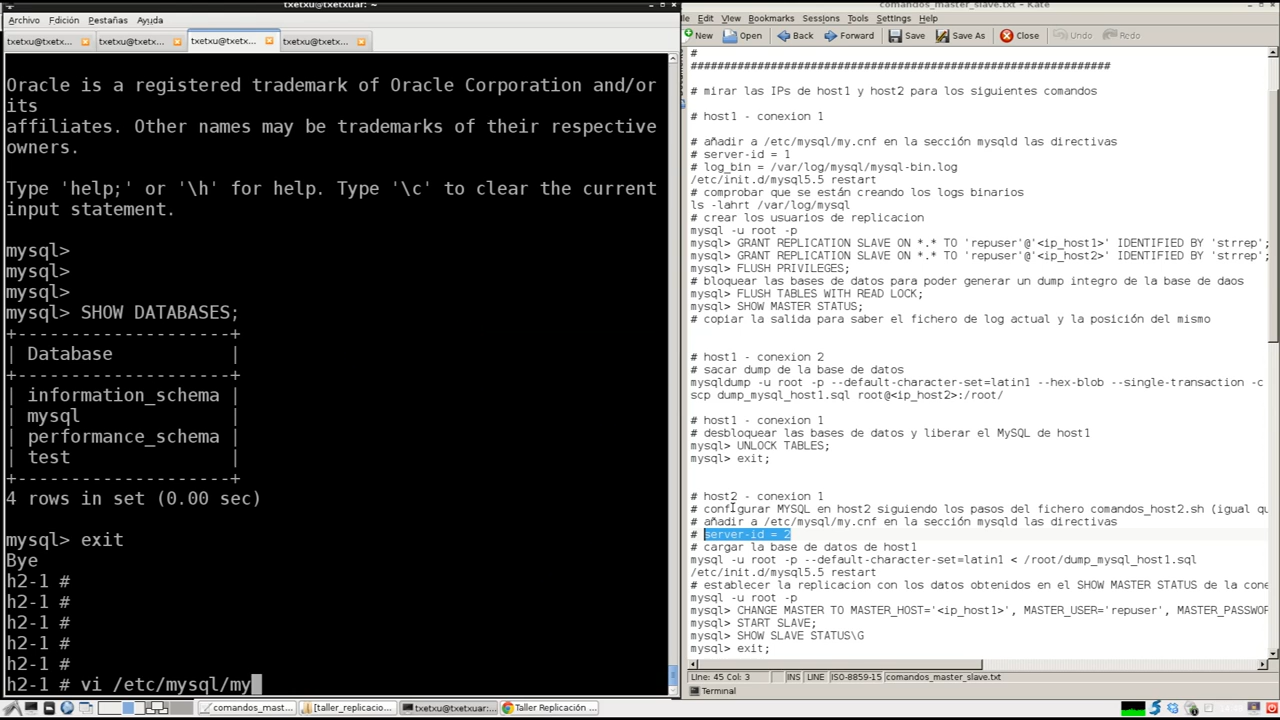 txetxu@txetxuar: ~
Archivo Edición Pestañas Ayuda
txetxu@txetx... txetxu@txetx... txetxu@txetx... txetxu@txetx...
Oracle is a registered trademark of Oracle Corporation and/or
its
affiliates. Other names may be trademarks of their respective
owners.
Type 'help;' or '\h' for help. Type '\c' to clear the current
input statement.
mysql>
mysql>
mysql>
mysql> SHOW DATABASES;
+--------------------+
| Database           |
+--------------------+
| information_schema |
| mysql              |
| performance_schema |
| test               |
+--------------------+
4 rows in set (0.00 sec)
mysql> exit
Bye
h2-1 #
h2-1 #
h2-1 #
h2-1 #
h2-1 #
h2-1 # vi /etc/mysql/my
comandos_master_slave.txt - Kate
File Edit View Bookmarks Sessions Tools Settings Help
New Open Back Forward Save Save As Close Undo Redo
#
################################################################
# mirar las IPs de host1 y host2 para los siguientes comandos
# host1 - conexion 1
# añadir a /etc/mysql/my.cnf en la sección mysqld las directivas
# server-id = 1
# log_bin = /var/log/mysql/mysql-bin.log
/etc/init.d/mysql5.5 restart
# comprobar que se están creando los logs binarios
ls -lahrt /var/log/mysql
# crear los usuarios de replicacion
mysql -u root -p
mysql> GRANT REPLICATION SLAVE ON *.* TO 'repuser'@'<ip_host1>' IDENTIFIED BY 'strrep';
mysql> GRANT REPLICATION SLAVE ON *.* TO 'repuser'@'<ip_host2>' IDENTIFIED BY 'strrep';
mysql> FLUSH PRIVILEGES;
# bloquear las bases de datos para poder generar un dump integro de la base de daos
mysql> FLUSH TABLES WITH READ LOCK;
mysql> SHOW MASTER STATUS;
# copiar la salida para saber el fichero de log actual y la posición del mismo
# host1 - conexion 2
# sacar dump de la base de datos
mysqldump -u root -p --default-character-set=latin1 --hex-blob --single-transaction -c
scp dump_mysql_host1.sql root@<ip_host2>:/root/
# host1 - conexion 1
# desbloquear las bases de datos y liberar el MySQL de host1
mysql> UNLOCK TABLES;
mysql> exit;
# host2 - conexion 1
# configurar MYSQL en host2 siguiendo los pasos del fichero comandos_host2.sh (igual qu
# añadir a /etc/mysql/my.cnf en la sección mysqld las directivas
# server-id = 2
# cargar la base de datos de host1
mysql -u root -p --default-character-set=latin1 < /root/dump_mysql_host1.sql
/etc/init.d/mysql5.5 restart
# establecer la replicacion con los datos obtenidos en el SHOW MASTER STATUS de la cone
mysql -u root -p
mysql> CHANGE MASTER TO MASTER_HOST='<ip_host1>', MASTER_USER='repuser', MASTER_PASSWOR
mysql> START SLAVE;
mysql> SHOW SLAVE STATUS\G
mysql> exit;
Line: 45 Col: 3 INS LINE ISO-8859-15 comandos_master_slave.txt
Terminal
comandos_mast... [taller_replicacio... txetxu@txetxuar:... Taller Replicación ...